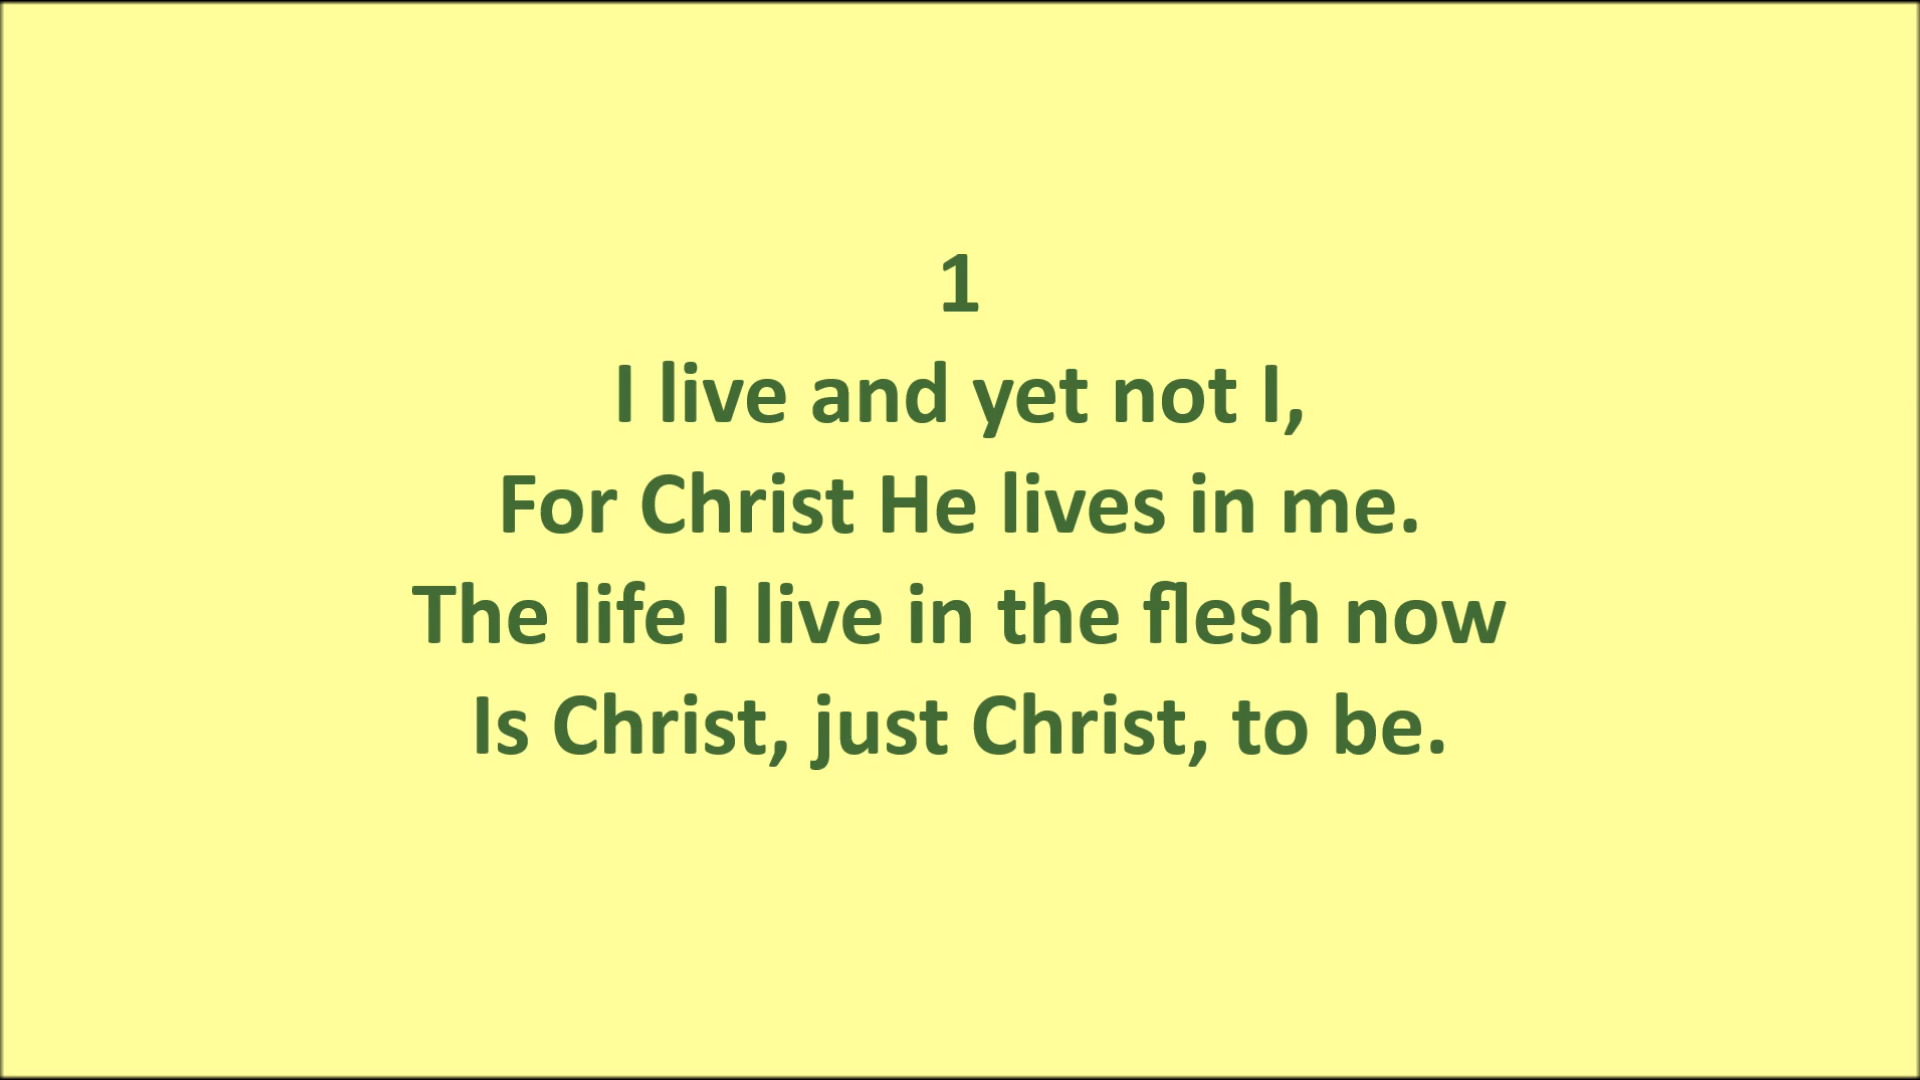 1
I live and yet not I,
For Christ He lives in me.
The life I live in the flesh now
Is Christ, just Christ, to be.